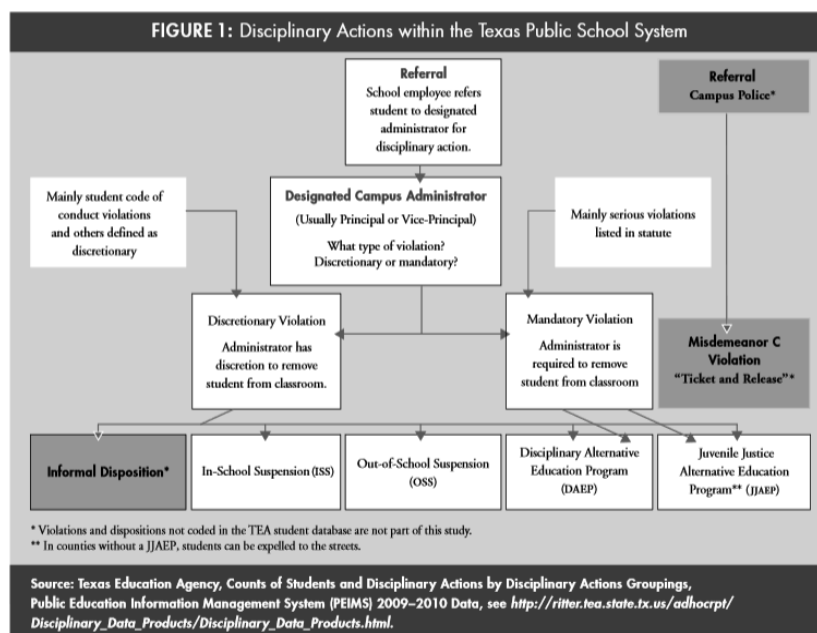 FIGURE 1: Disciplinary Actions within the Texas Public School System
Referral
School employee refers
student to designated
administrator for
disciplinary action.
Referral
Campus Police*
Designated Campus Administrator
(Usually Principal or Vice-Principal)
What type of violation?
Discretionary or mandatory?
Mainly student code of
conduct violations
and others defined as
discretionary
Mainly serious violations
listed in statute
Discretionary Violation
Administrator has
discretion to remove
student from classroom.
Mandatory Violation
Administrator is
required to remove
student from classroom
Misdemeanor C
Violation
“Ticket and Release”*
Informal Disposition*
In-School Suspension (ISS)
Out-of-School Suspension
(OSS)
Disciplinary Alternative
Education Program
(DAEP)
Juvenile Justice
Alternative Education
Program** (JJAEP)
* Violations and dispositions not coded in the TEA student database are not part of this study.
** In counties without a JJAEP, students can be expelled to the streets.
Source: Texas Education Agency, Counts of Students and Disciplinary Actions by Disciplinary Actions Groupings,
Public Education Information Management System (PEIMS) 2009–2010 Data, see http://ritter.tea.state.tx.us/adhocrpt/
Disciplinary_Data_Products/Disciplinary_Data_Products.html.